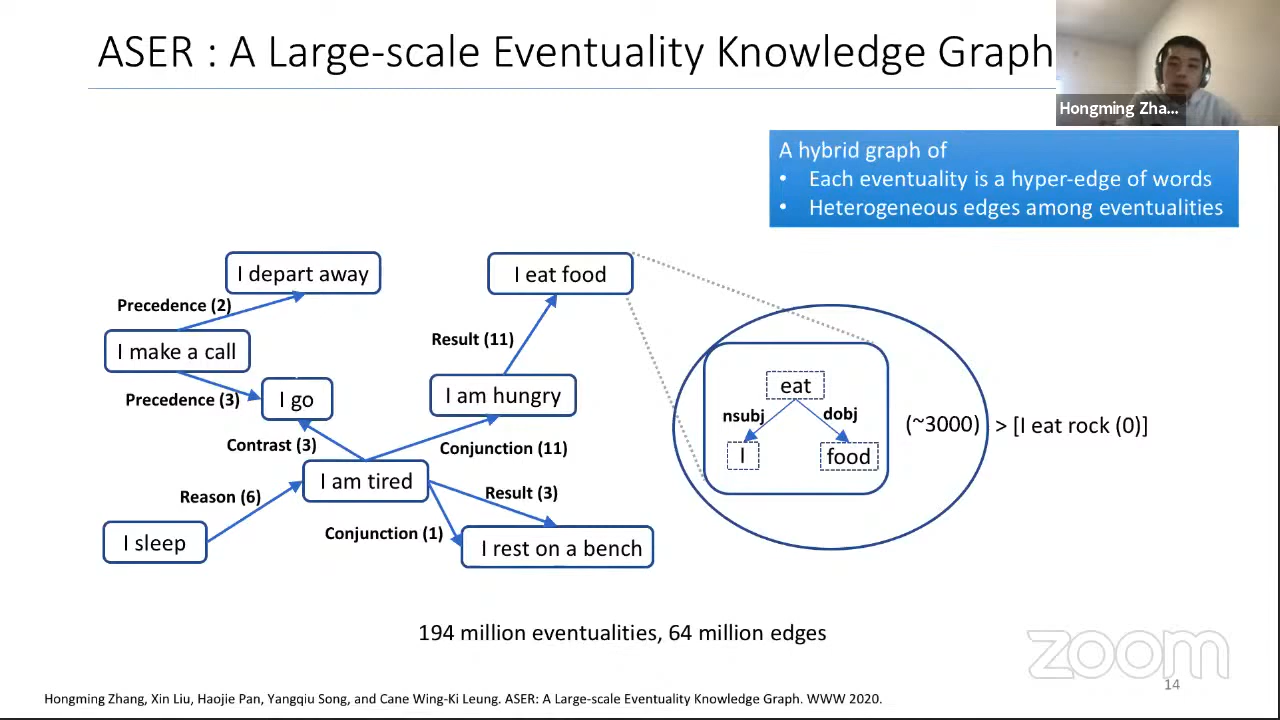 ASER : A Large-scale Eventuality Knowledge Graph
Hongming Zha...
A hybrid graph of
• Each eventuality is a hyper-edge of words
• Heterogeneous edges among eventualities
I depart away
I eat food
Precedence (2)
Result (11)
I make a call
Precedence (3)
I go
I am hungry
eat
nsubj
dobj
(~3000)
> [I eat rock (0)]
Contrast (3)
Conjunction (11)
I
food
I am tired
Reason (6)
Result (3)
Conjunction (1)
I sleep
I rest on a bench
194 million eventualities, 64 million edges
zoom
14
Hongming Zhang, Xin Liu, Haojie Pan, Yangqiu Song, and Cane Wing-Ki Leung. ASER: A Large-scale Eventuality Knowledge Graph. WWW 2020.